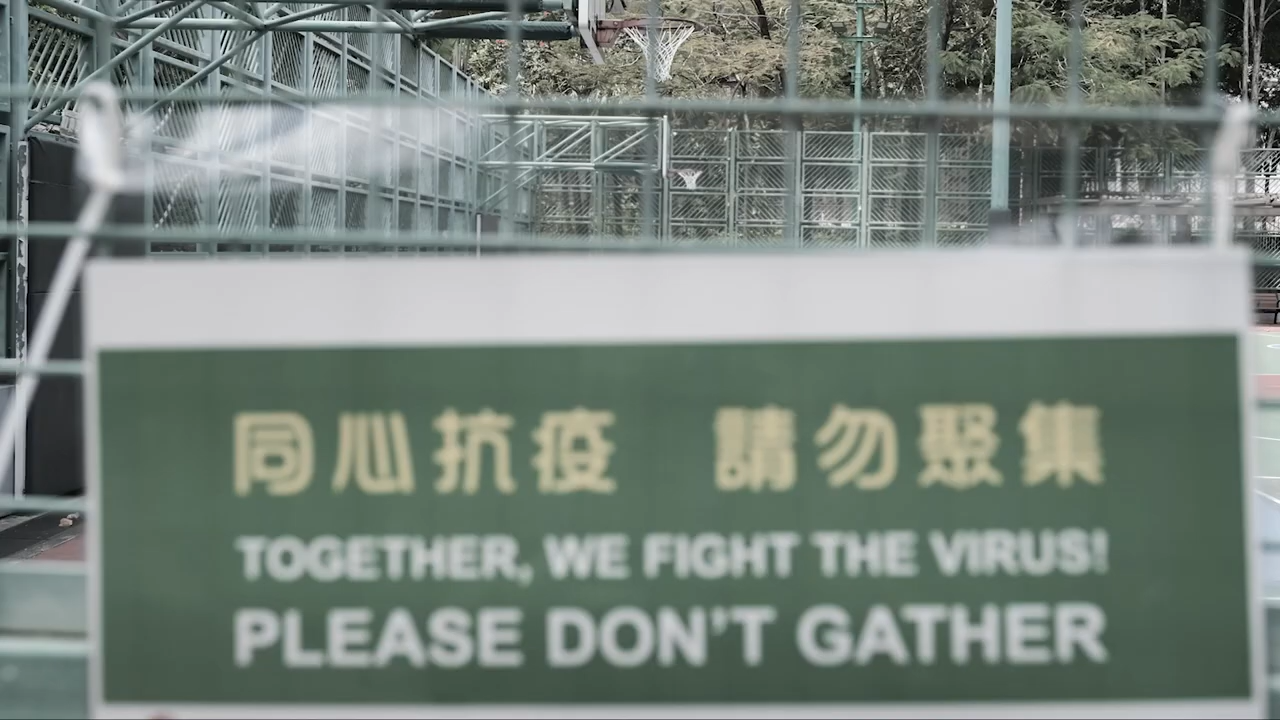 同心抗疫 請勿聚集
TOGETHER, WE FIGHT THE VIRUS!
PLEASE DON'T GATHER